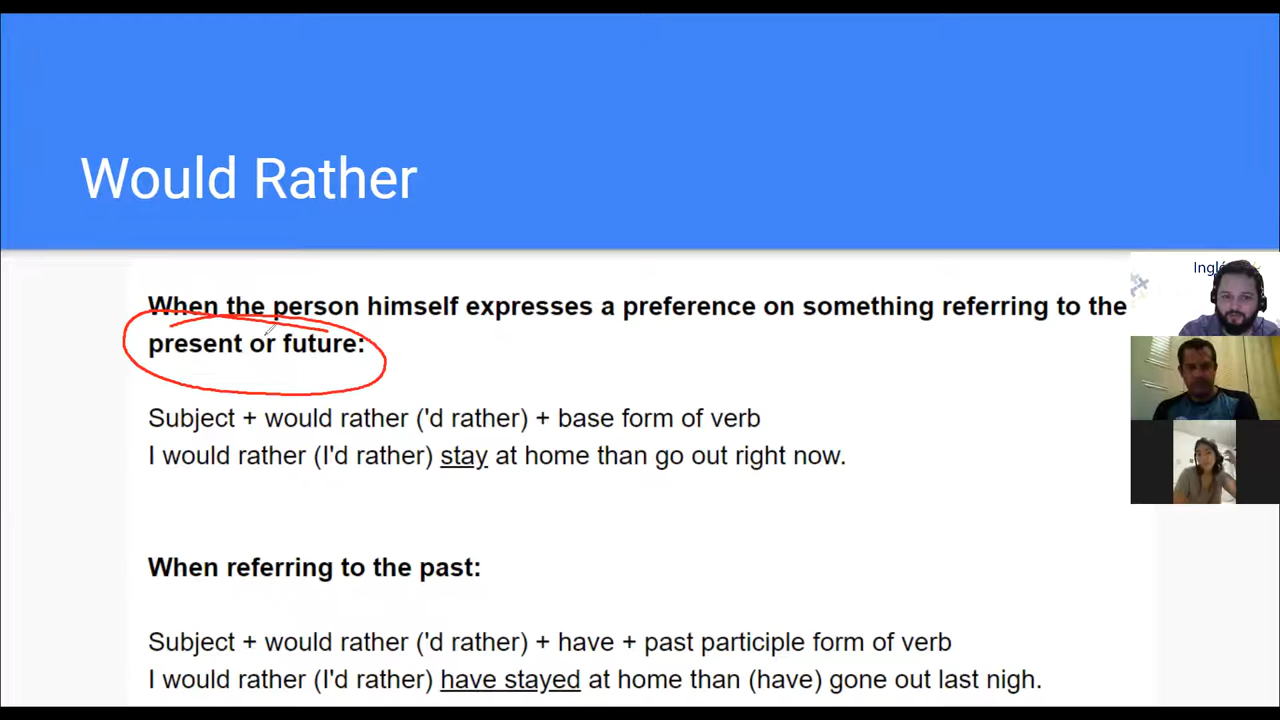 Would Rather
When the person himself expresses a preference on something referring to the
present or future:
Subject + would rather ('d rather) + base form of verb
I would rather (I'd rather) stay at home than go out right now.
When referring to the past:
Subject + would rather ('d rather) + have + past participle form of verb
I would rather (I'd rather) have stayed at home than (have) gone out last nigh.